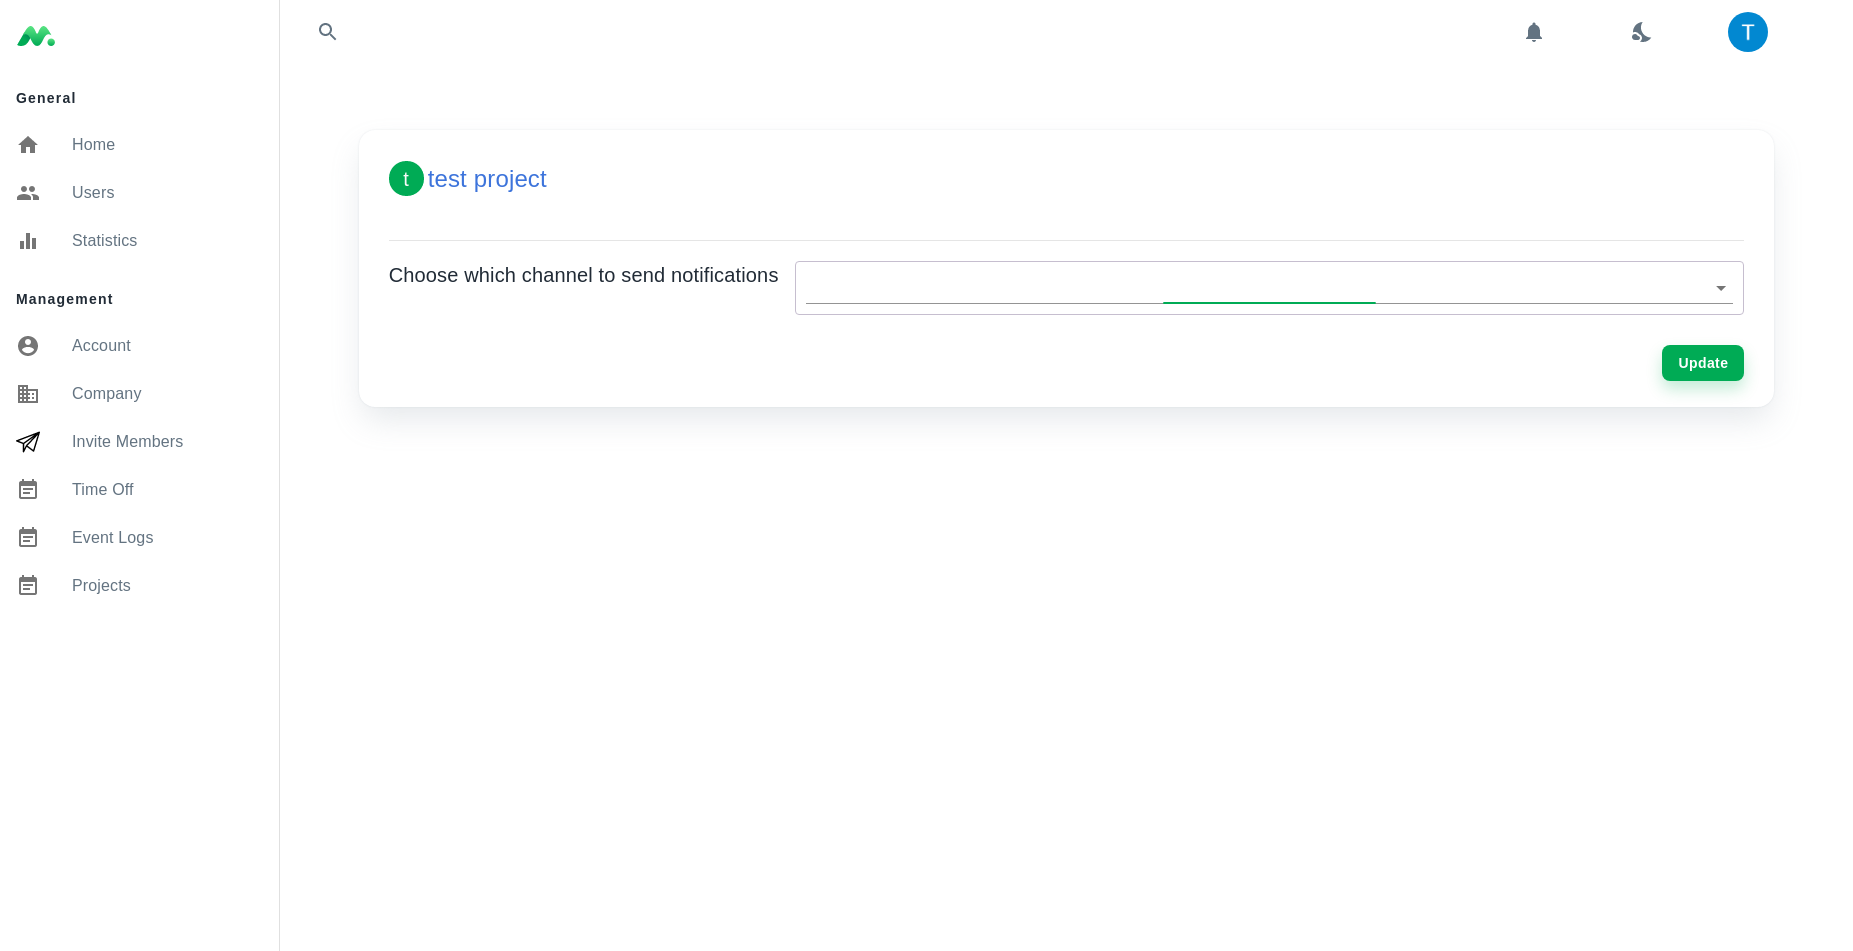 General
Home
Users
Statistics
Management
Account
Company
Invite Members
Time Off
Event Logs
Projects
T
t test project
Choose which channel to send notifications
Update